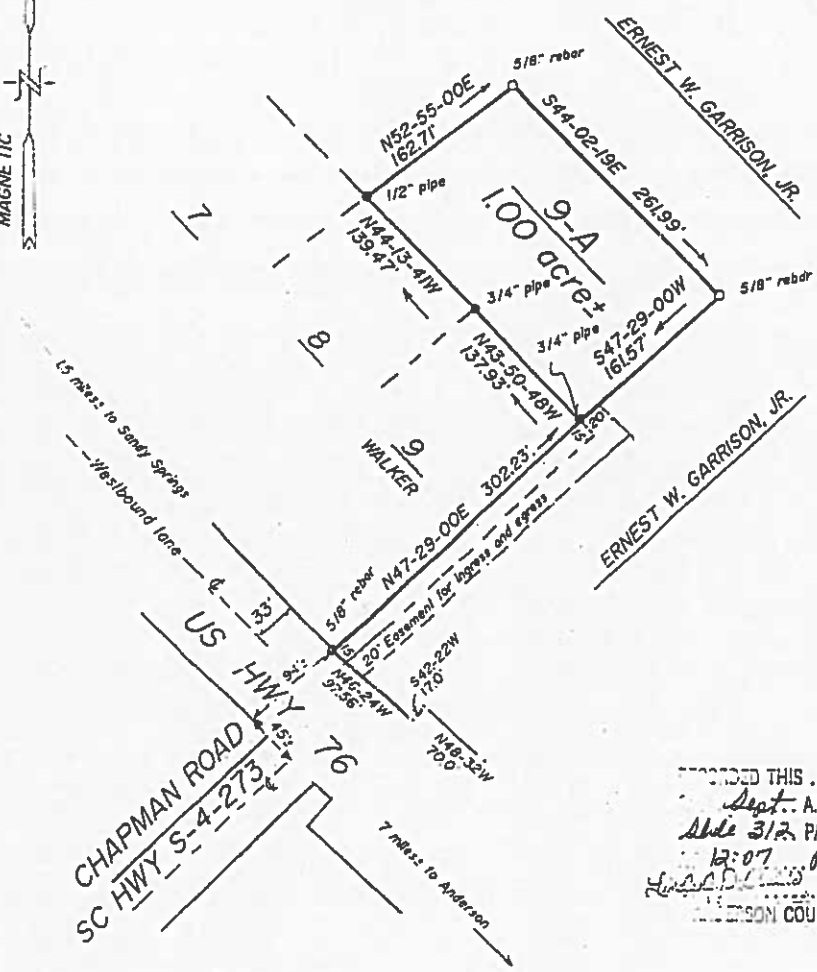 MAGNETIC
ERNEST W. GARRISON, JR.
5/8" rebar
N52-55-00E
162.71'
S44-02-19E 261.99'
1/2" pipe
7
9-A
1.00 acre±
N44-13-41W
139.47'
3/4" pipe
5/8" rebar
8
3/4" pipe
S47-29-00W
161.57'
N43-50-48W
137.93'
1.5 miles± to Sandy Springs
15' 20'
9
WALKER
Westbound lane
ERNEST W. GARRISON, JR.
N47-29-00E 302.23'
20' Easement for ingress and egress
5/8" rebar
33'
15'
US HWY 76
94'±
N46-24W
97.56'
S42-22W
17.0'
N48-32W
70.0'
45'±
CHAPMAN ROAD
SC HWY S-4-273
7 miles± to Anderson
THIS
Sept. A.
Slide 312 P
12:07
COU